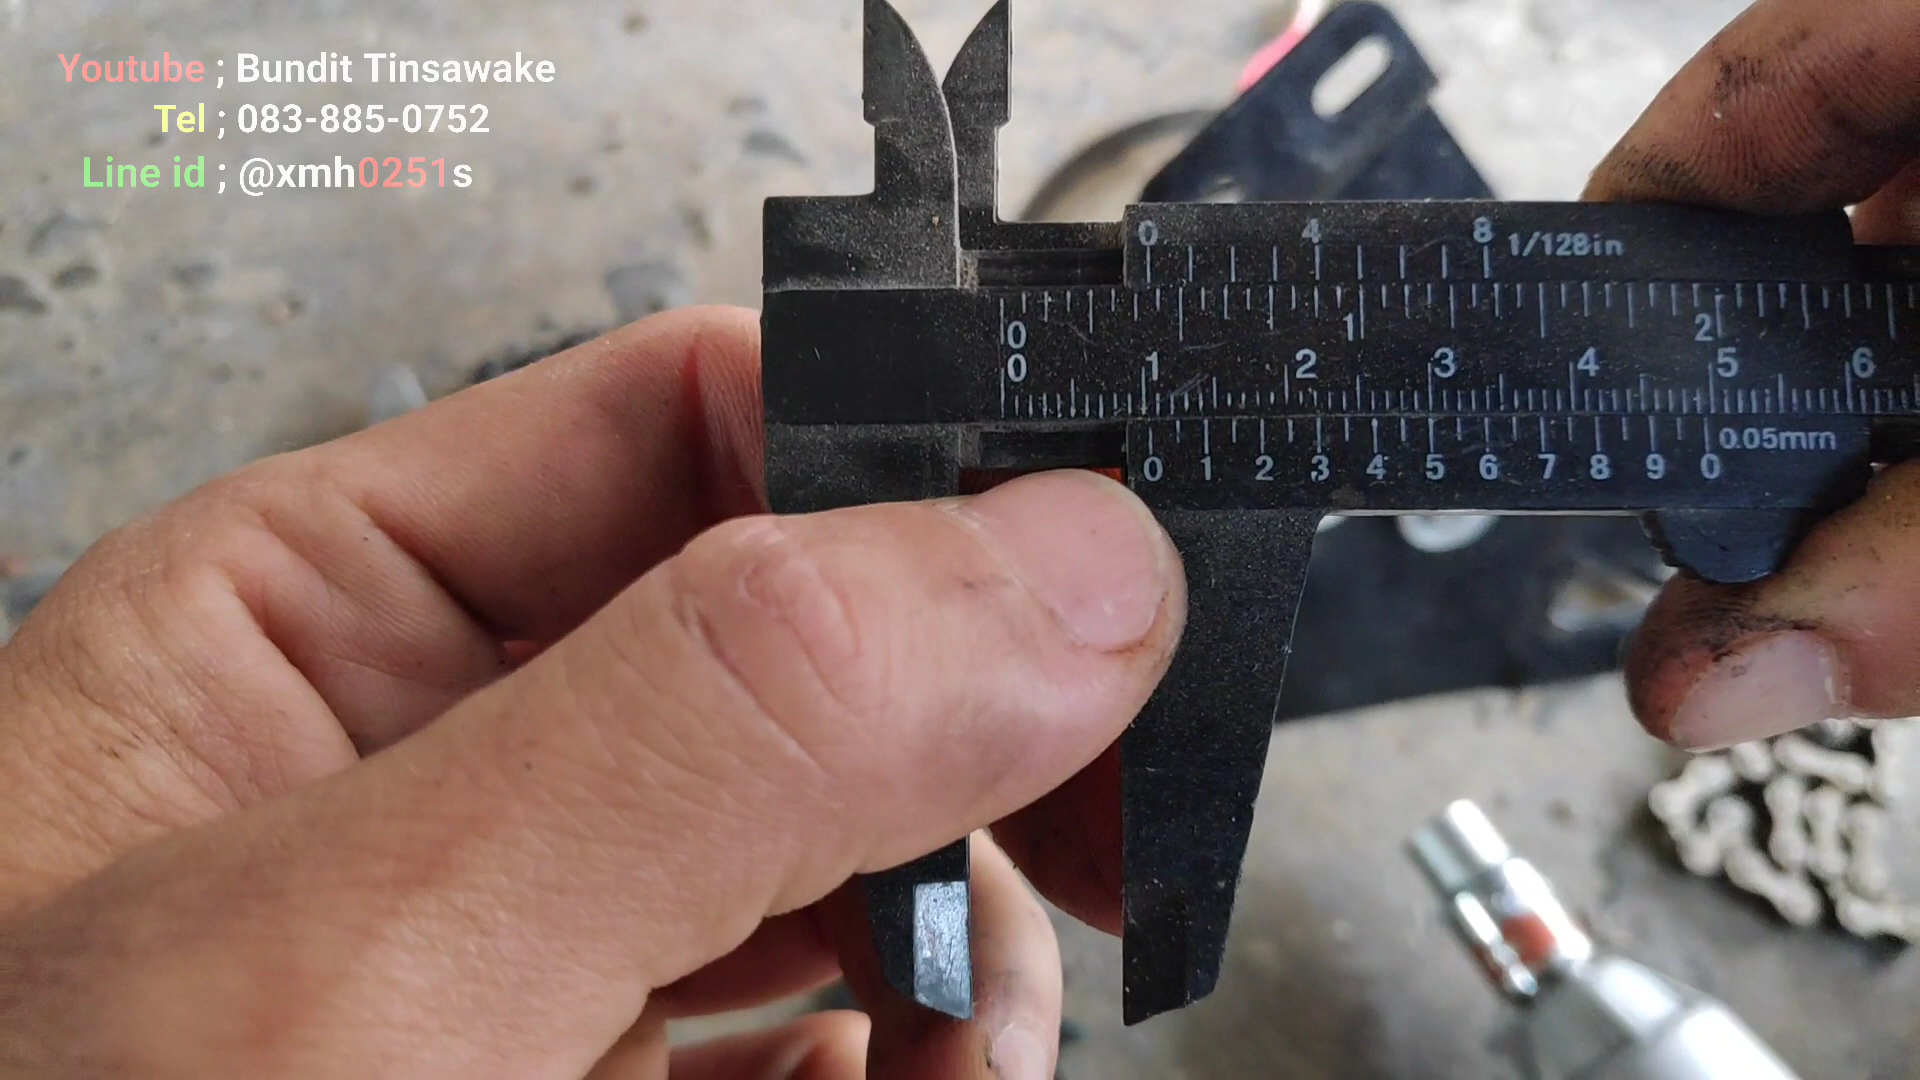 Youtube ; Bundit Tinsawake
Tel ; 083-885-0752
Line id ; @xmh0251s
0 4 8 1/128in
0 1 2
0 1 2 3 4 5 6
0 1 2 3 4 5 6 7 8 9 0 0.05mm